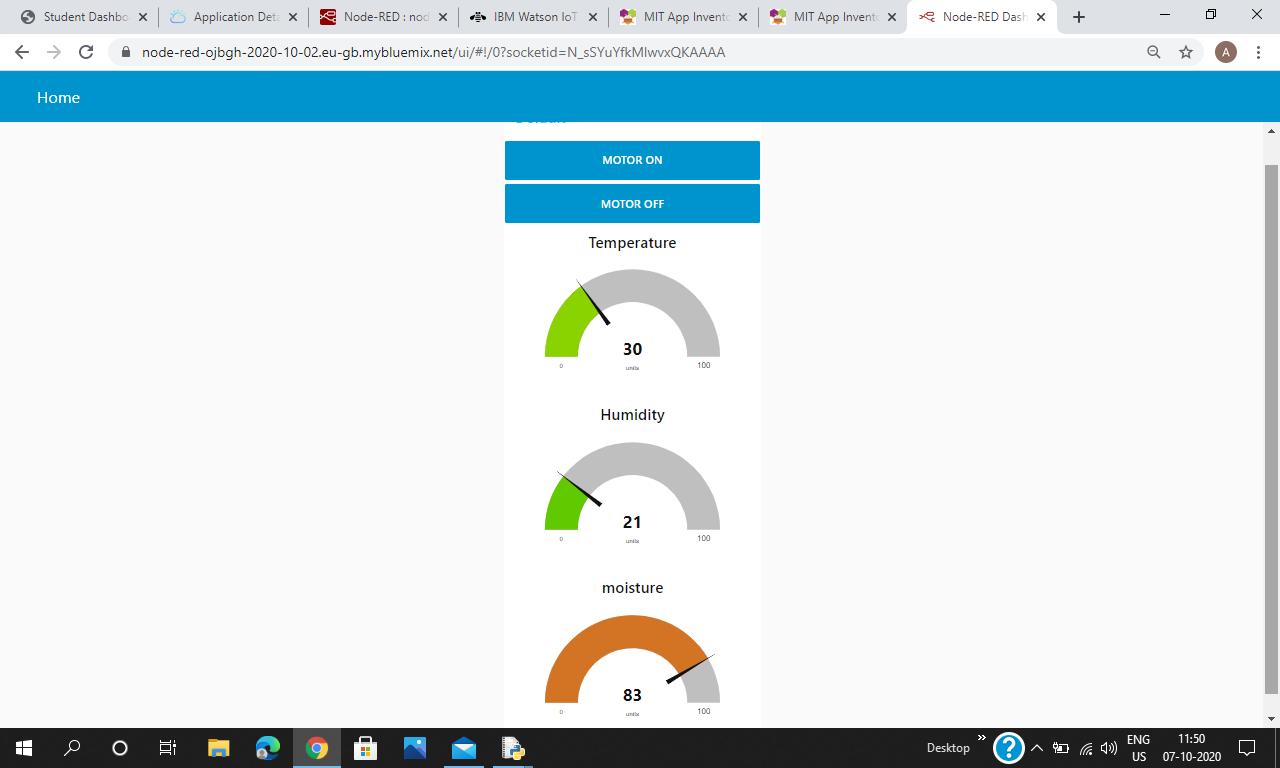 Student Dashbo
Application Deta
Node-RED : nod
IBM Watson IoT
MIT App Invento
MIT App Invento
Node-RED Dash
node-red-ojbgh-2020-10-02.eu-gb.mybluemix.net/ui/#!/0?socketid=N_sSYuYfkMlwvxQKAAAA
A
Home
MOTOR ON
MOTOR OFF
Temperature
30
units
0
100
Humidity
21
units
0
100
moisture
83
units
0
100
Desktop
ENG
US
11:50
07-10-2020